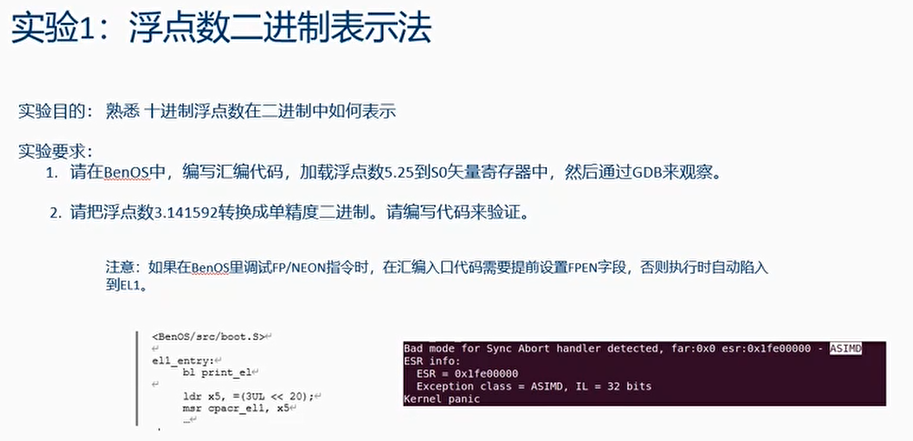 实验1：浮点数二进制表示法
实验目的： 熟悉 十进制浮点数在二进制中如何表示
实验要求：
1. 请在BenOS中，编写汇编代码，加载浮点数5.25到S0矢量寄存器中，然后通过GDB来观察。
2. 请把浮点数3.141592转换成单精度二进制。请编写代码来验证。
注意：如果在BenOS里调试FP/NEON指令时，在汇编入口代码需要提前设置FPEN字段，否则执行时自动陷入
到EL1。
<BenOS/src/boot.S>
el1_entry:
bl print_el
ldr x5, =(3UL << 20);
msr cpacr_el1, x5
…
Bad mode for Sync Abort handler detected, far:0x0 esr:0x1fe00000 - ASIMD
ESR info:
ESR = 0x1fe00000
Exception class = ASIMD, IL = 32 bits
Kernel panic